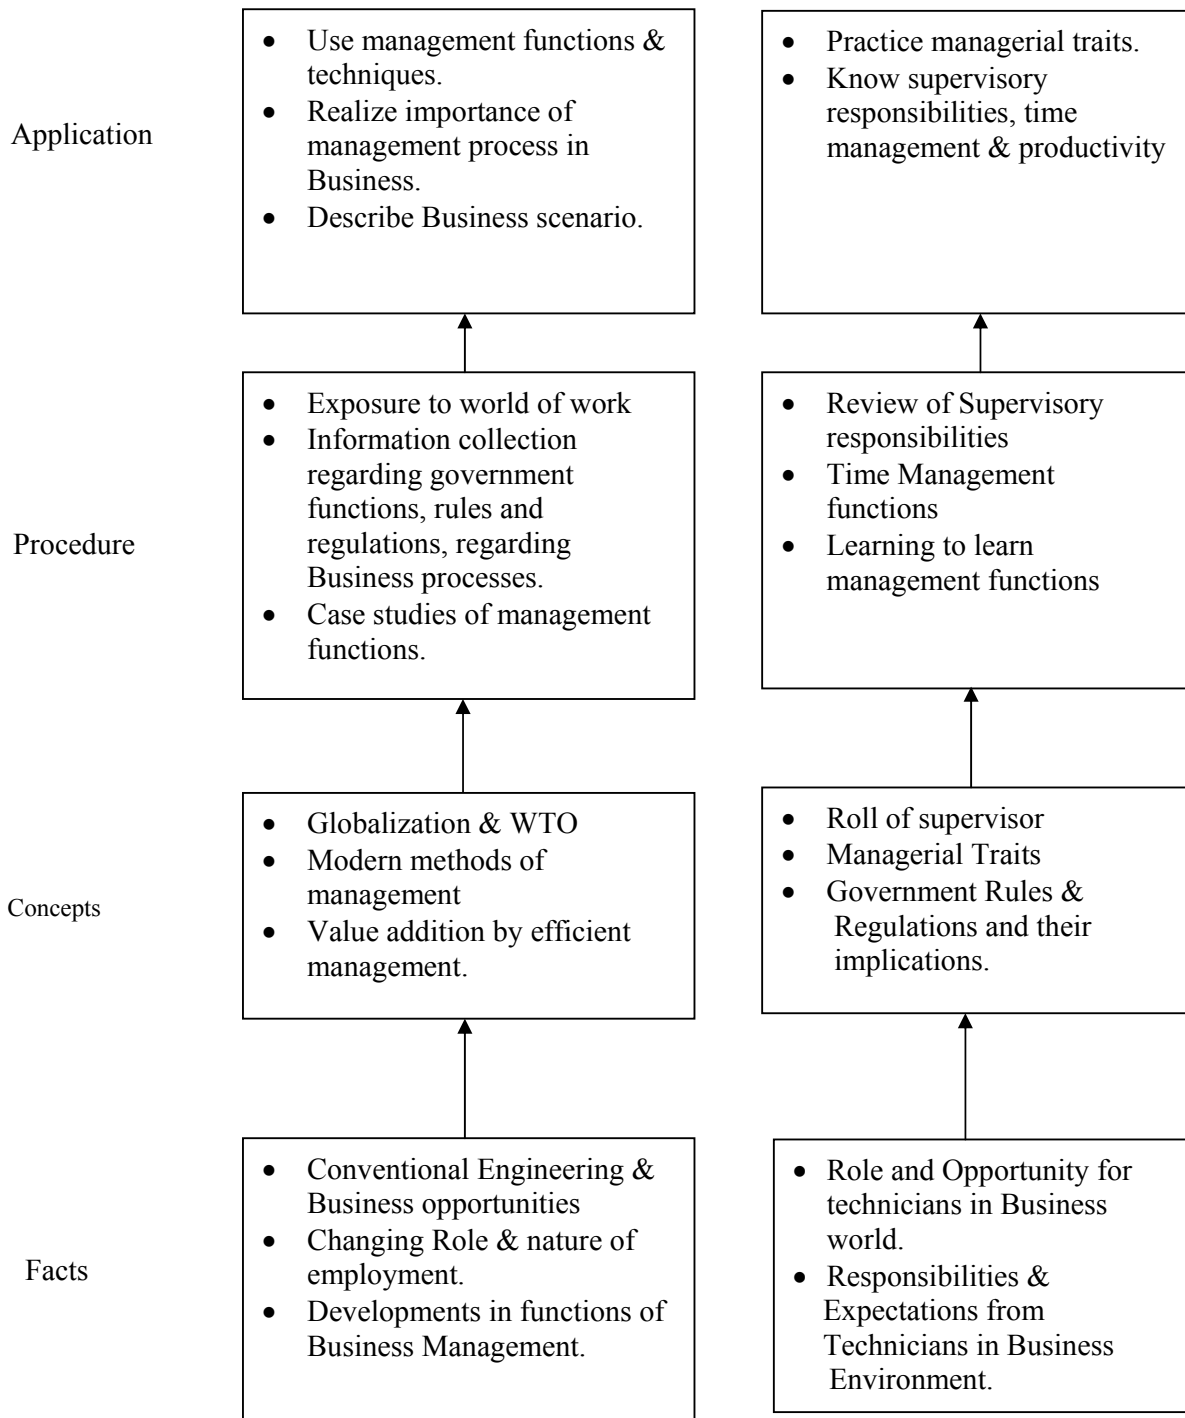 Application
• Use management functions &
techniques.
• Realize importance of
management process in
Business.
• Describe Business scenario.
• Practice managerial traits.
• Know supervisory
responsibilities, time
management & productivity
Procedure
• Exposure to world of work
• Information collection
regarding government
functions, rules and
regulations, regarding
Business processes.
• Case studies of management
functions.
• Review of Supervisory
responsibilities
• Time Management
functions
• Learning to learn
management functions
Concepts
• Globalization & WTO
• Modern methods of
management
• Value addition by efficient
management.
• Roll of supervisor
• Managerial Traits
• Government Rules &
Regulations and their
implications.
Facts
• Conventional Engineering &
Business opportunities
• Changing Role & nature of
employment.
• Developments in functions of
Business Management.
• Role and Opportunity for
technicians in Business
world.
• Responsibilities &
Expectations from
Technicians in Business
Environment.